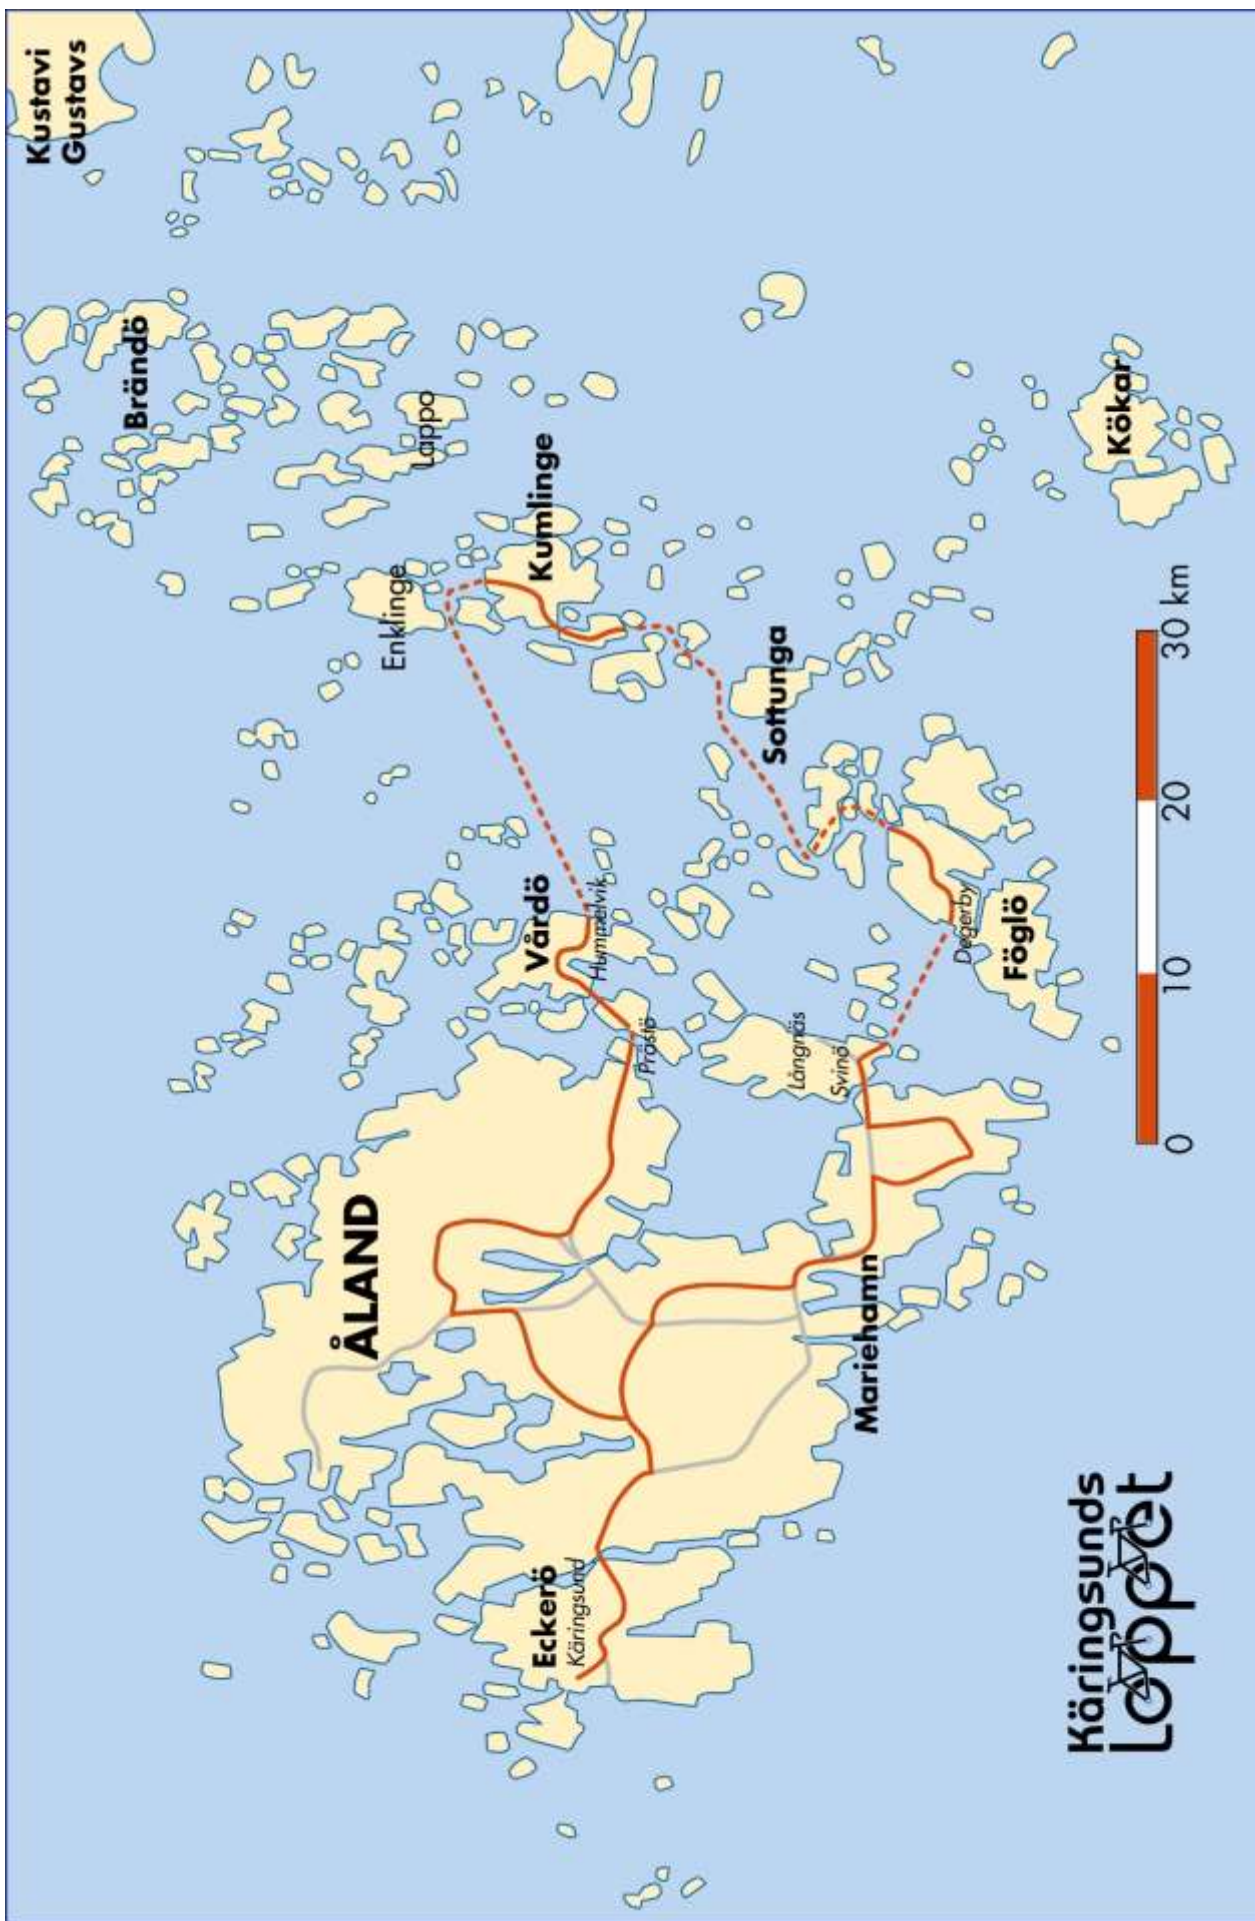 Kustavi
Gustavs
Brändö
Lappo
Enklinge
Kumlinge
Vårdö
Hummelvik
Prästö
ÅLAND
Sottunga
Kökar
Eckerö
Käringsund
Långnäs
Svinö
Degerby
Föglö
Mariehamn
0 10 20 30 km
Käringsunds
Loppet